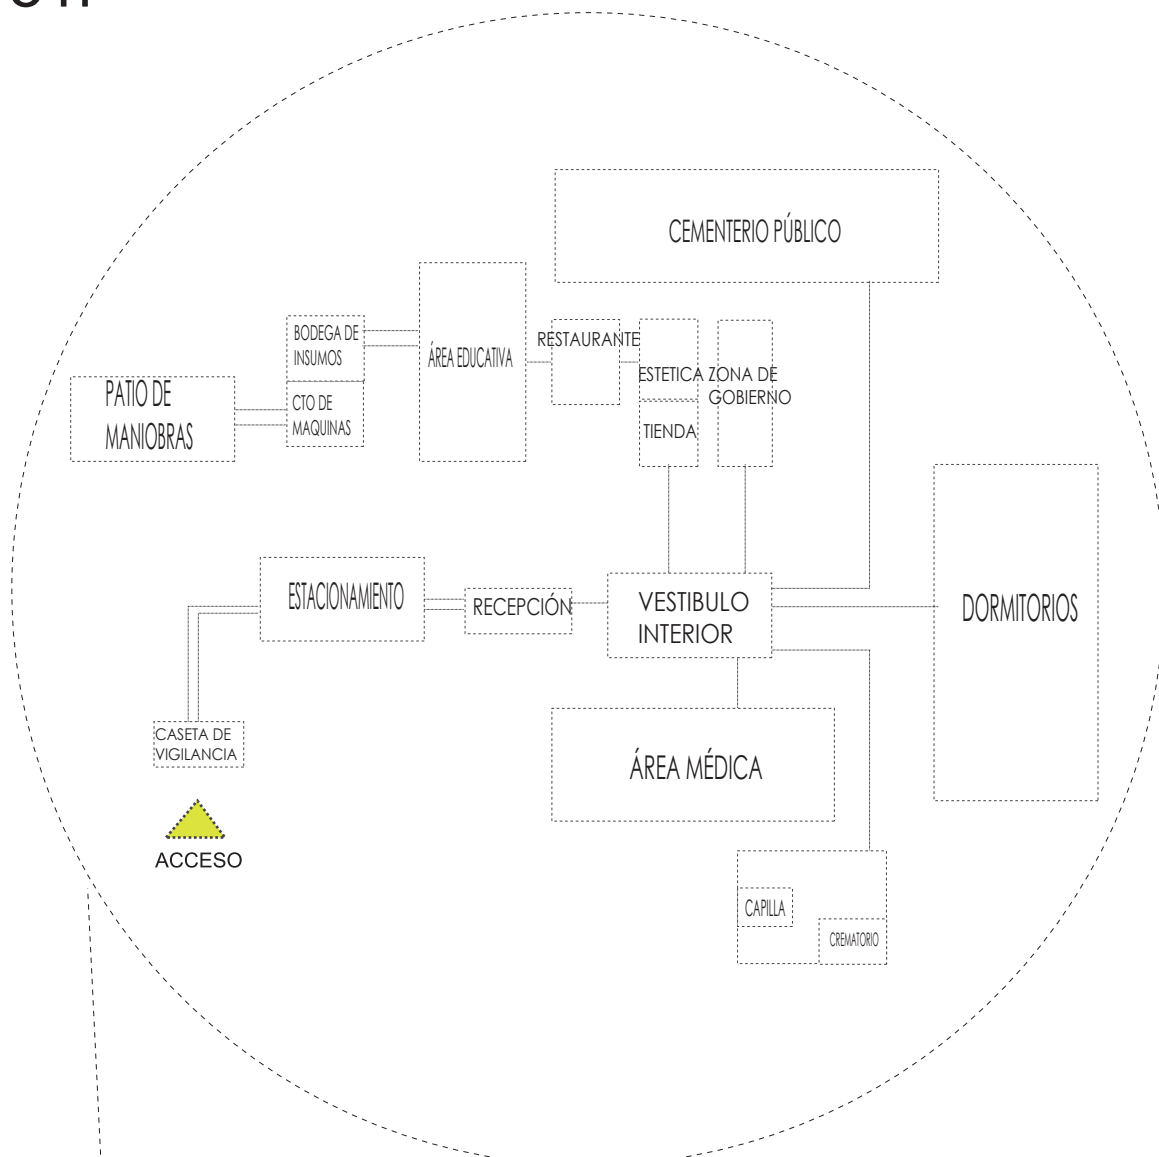 CEMENTERIO PÚBLICO
BODEGA DE
INSUMOS
ÁREA EDUCATIVA
RESTAURANTE
ESTETICA
ZONA DE
GOBIERNO
PATIO DE
MANIOBRAS
CTO DE
MAQUINAS
TIENDA
ESTACIONAMIENTO
RECEPCIÓN
VESTIBULO
INTERIOR
DORMITORIOS
CASETA DE
VIGILANCIA
ÁREA MÉDICA
ACCESO
CAPILLA
CREMATORIO